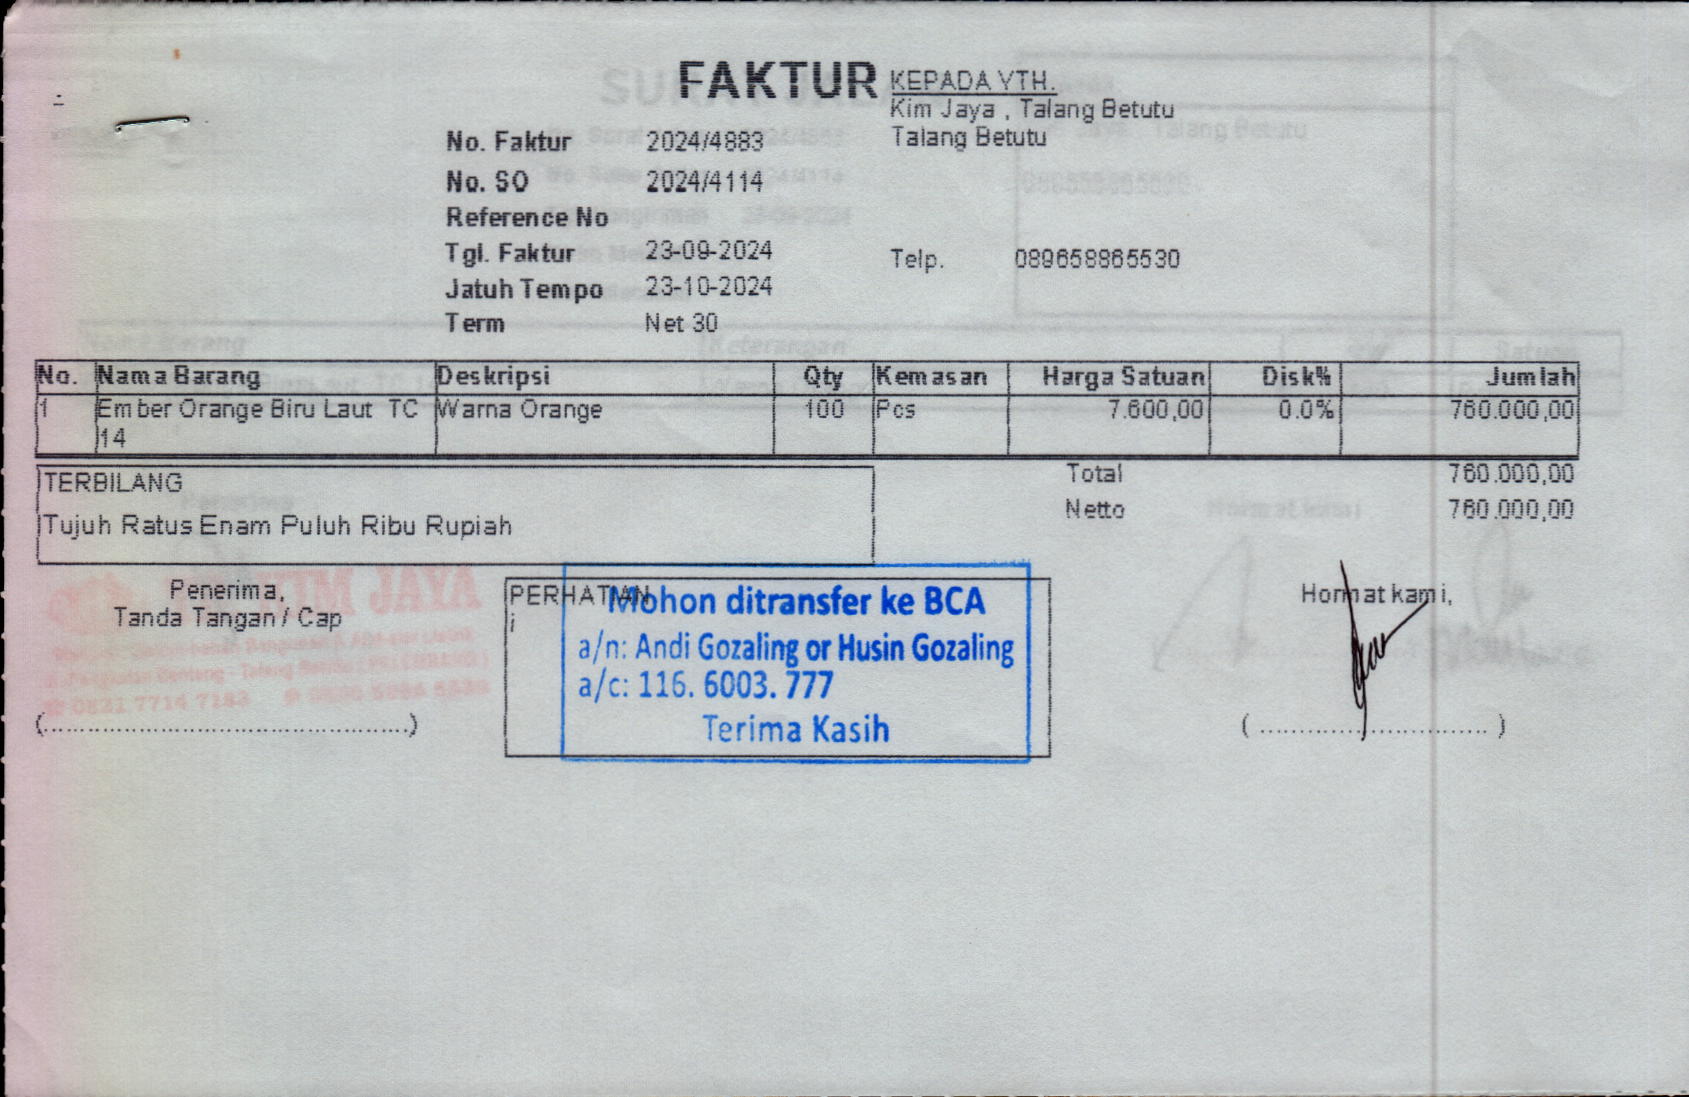 FAKTUR
No. Faktur 2024/4883
No. SO 2024/4114
Reference No
Tgl. Faktur 23-09-2024
Jatuh Tempo 23-10-2024
Term Net 30
KEPADA YTH.
Kim Jaya , Talang Betutu
Talang Betutu
Telp. 089658865530
No. Nama Barang Deskripsi Qty Kemasan Harga Satuan Disk% Jumlah
1 Ember Orange Biru Laut TC Warna Orange 100 Pcs 7.600,00 0.0% 760.000,00
14
TERBILANG
Tujuh Ratus Enam Puluh Ribu Rupiah
Total 760.000,00
Netto 760.000,00
Penerima,
Tanda Tangan / Cap
(..................................................)
PERHATIAN
i
Mohon ditransfer ke BCA
a/n: Andi Gozaling or Husin Gozaling
a/c: 116. 6003. 777
Terima Kasih
Hormat kami,
( ................................ )
KIM JAYA